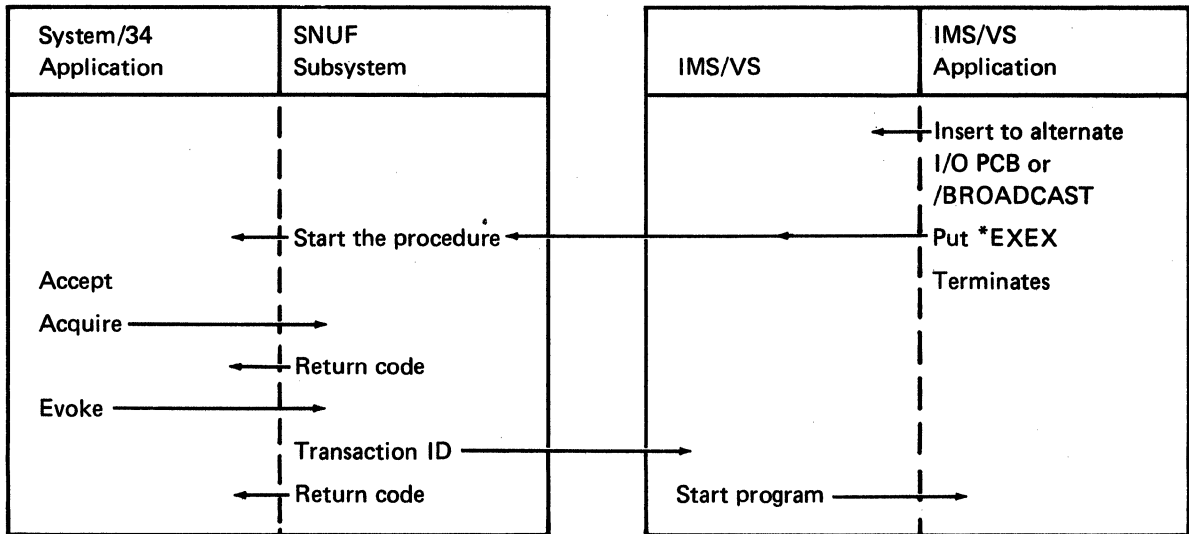 System/34
Application
SNUF
Subsystem
IMS/VS
IMS/VS
Application
Insert to alternate
I/O PCB or
/BROADCAST
Start the procedure
Put *EXEX
Accept
Terminates
Acquire
Return code
Evoke
Transaction ID
Return code
Start program